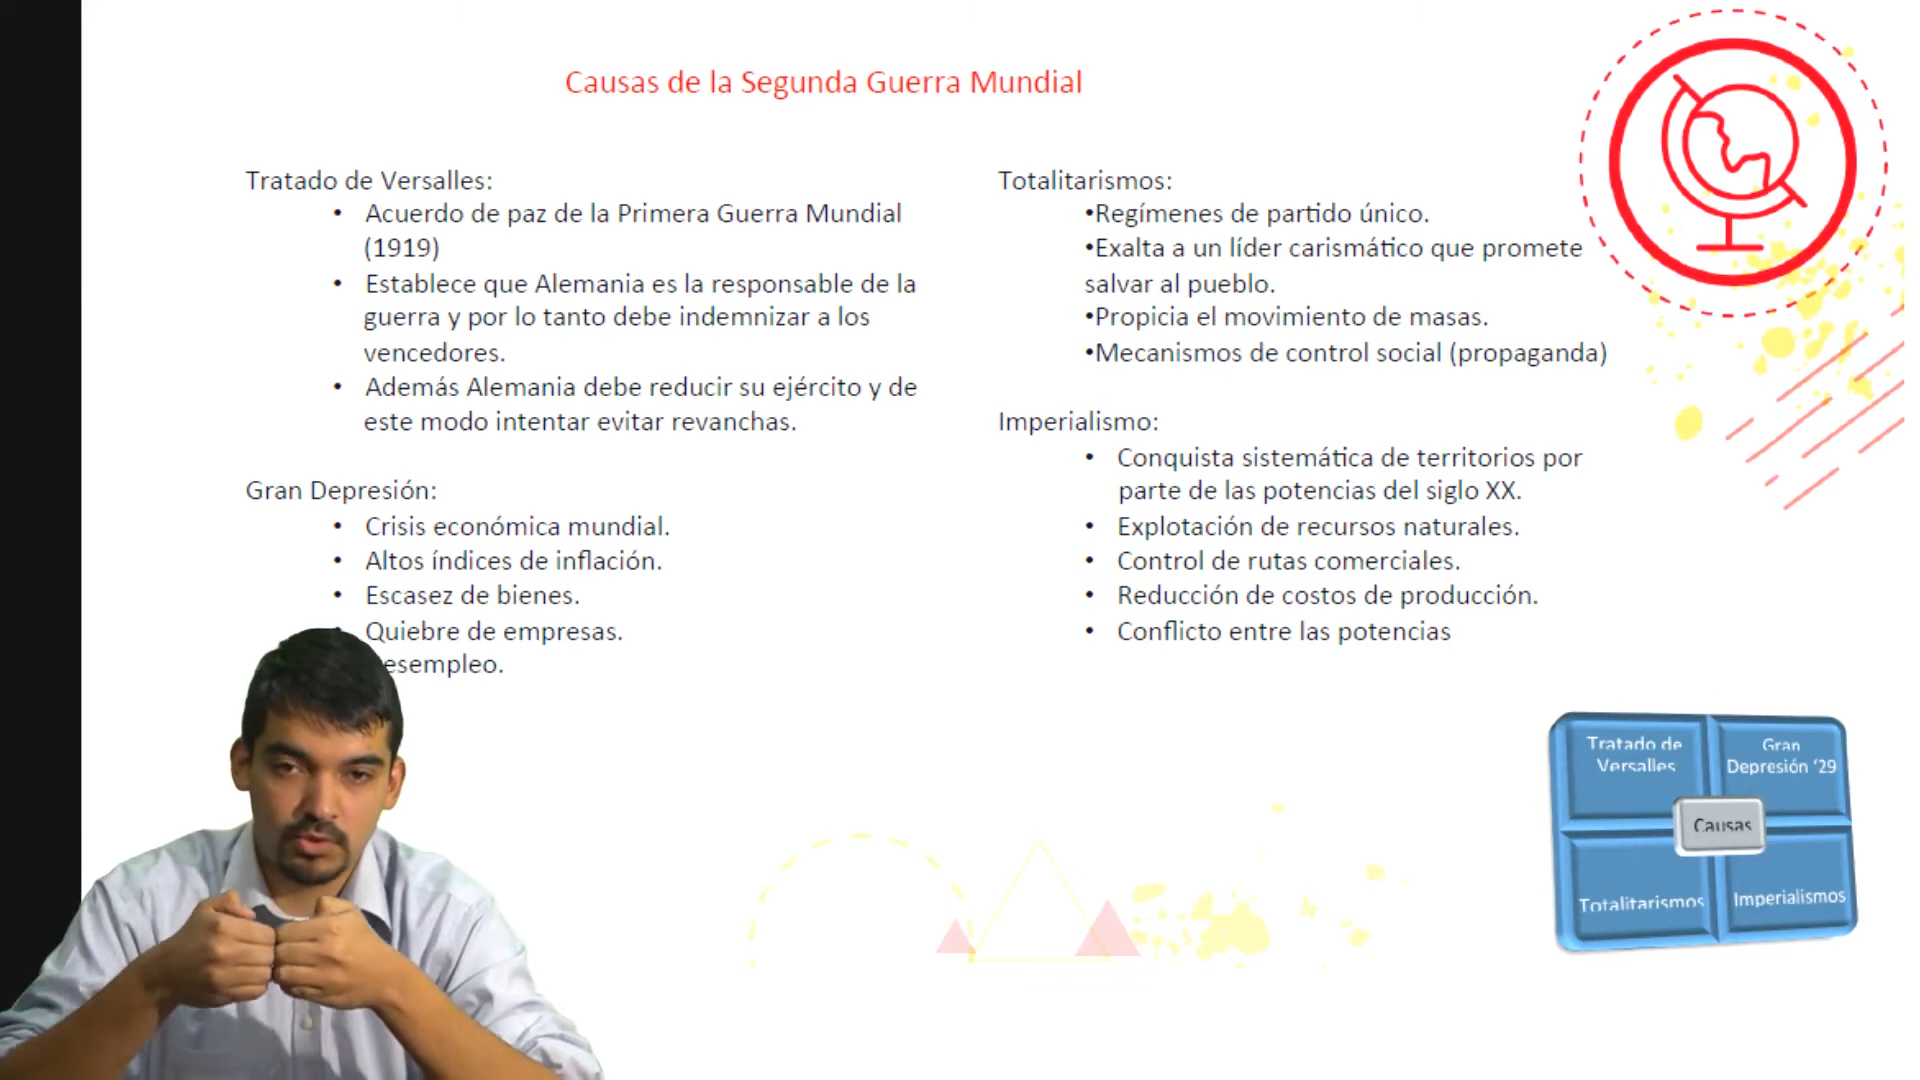 Causas de la Segunda Guerra Mundial
Tratado de Versalles:
• Acuerdo de paz de la Primera Guerra Mundial
(1919)
• Establece que Alemania es la responsable de la
guerra y por lo tanto debe indemnizar a los
vencedores.
• Además Alemania debe reducir su ejército y de
este modo intentar evitar revanchas.
Gran Depresión:
• Crisis económica mundial.
• Altos índices de inflación.
• Escasez de bienes.
• Quiebre de empresas.
esempleo.
Totalitarismos:
•Regímenes de partido único.
•Exalta a un líder carismático que promete
salvar al pueblo.
•Propicia el movimiento de masas.
•Mecanismos de control social (propaganda)
Imperialismo:
• Conquista sistemática de territorios por
parte de las potencias del siglo XX.
• Explotación de recursos naturales.
• Control de rutas comerciales.
• Reducción de costos de producción.
• Conflicto entre las potencias
Tratado de
Versalles
Gran
Depresión ‘29
Causas
Totalitarismos
Imperialismos